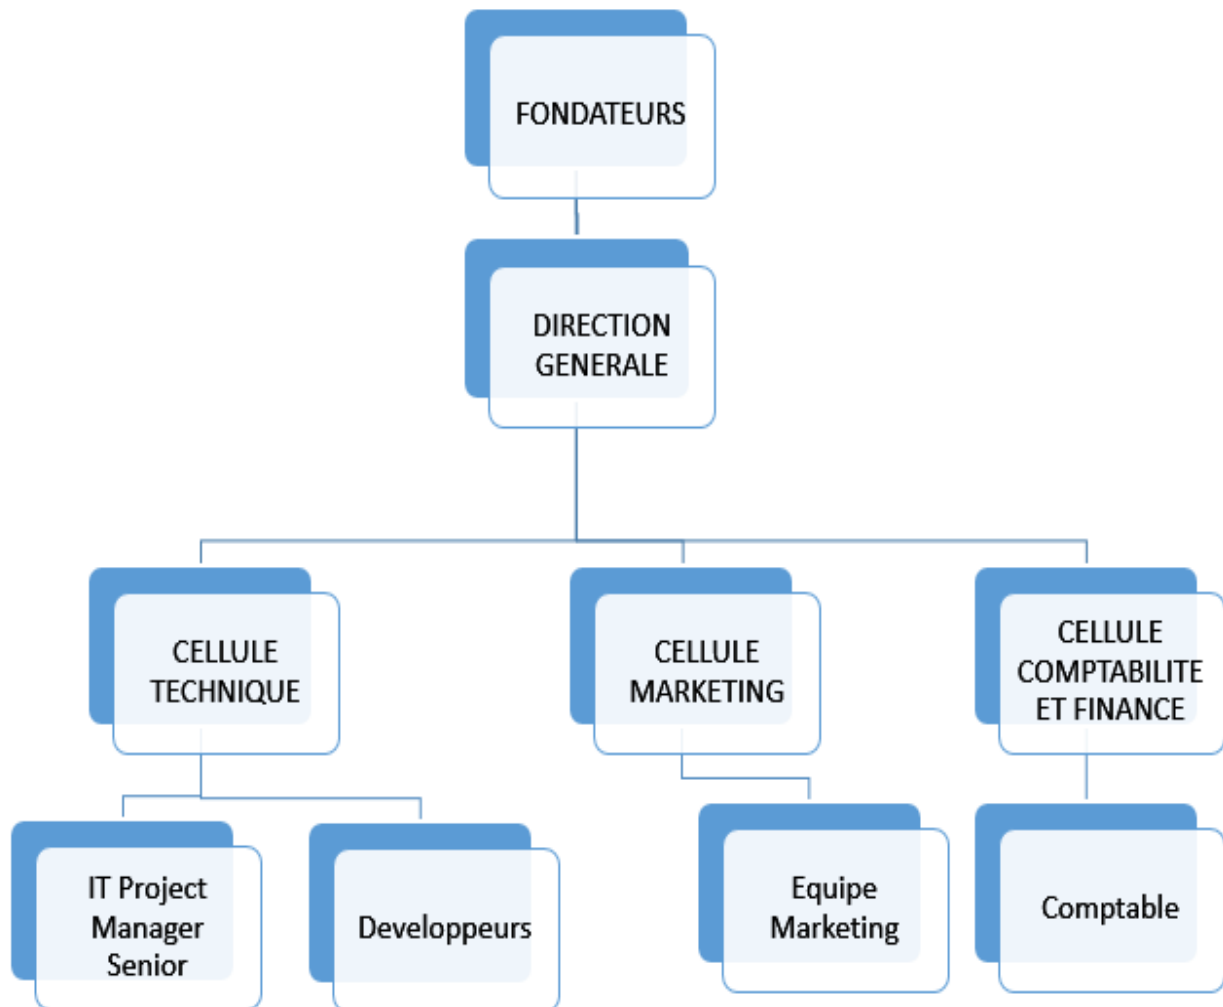 FONDATEURS
DIRECTION
GENERALE
CELLULE
TECHNIQUE
CELLULE
MARKETING
CELLULE
COMPTABILITE
ET FINANCE
IT Project
Manager
Senior
Developpeurs
Equipe
Marketing
Comptable